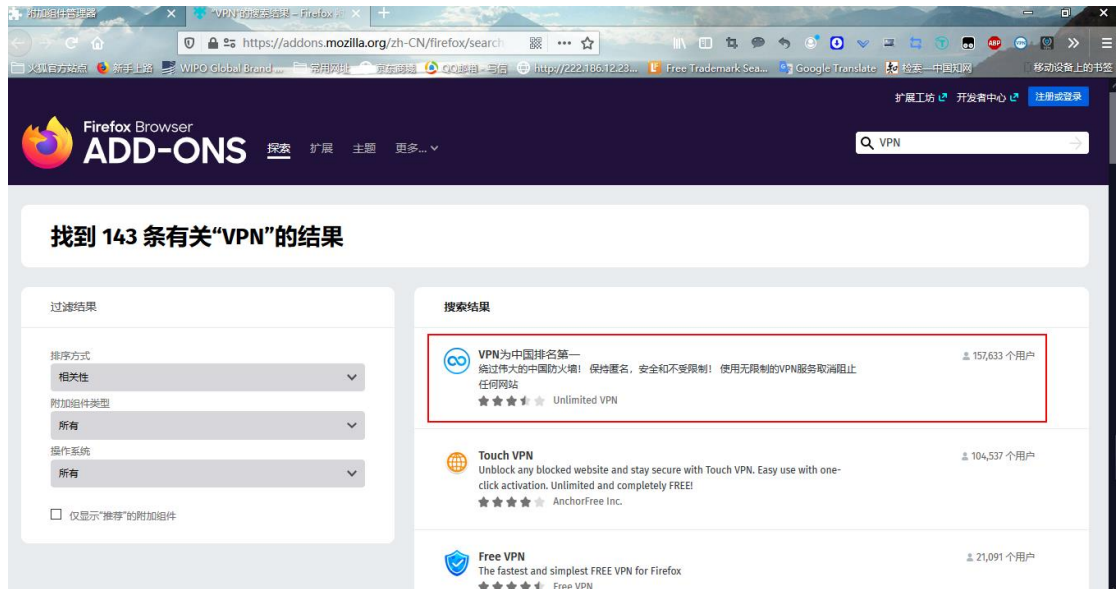 附加组件管理器
"VPN"的搜索结果 – Firefox
https://addons.mozilla.org/zh-CN/firefox/search
火狐官方站点
新手上路
WIPO Global Brand ...
常用网址
京东商城
http://222.186.12.23...
Free Trademark Sea...
Google Translate
检索—中国知网
移动设备上的书签
扩展工坊
开发者中心
注册或登录
Firefox Browser
ADD-ONS
探索
扩展
主题
更多...
VPN
找到 143 条有关“VPN”的结果
过滤结果
排序方式
相关性
附加组件类型
所有
操作系统
所有
仅显示“推荐”的附加组件
搜索结果
VPN为中国排名第一
157,633 个用户
绕过伟大的中国防火墙! 保持匿名，安全和不受限制! 使用无限制的VPN服务取消阻止
任何网站
Unlimited VPN
Touch VPN
104,537 个用户
Unblock any blocked website and stay secure with Touch VPN. Easy use with one-
click activation. Unlimited and completely FREE!
AnchorFree Inc.
Free VPN
21,091 个用户
The fastest and simplest FREE VPN for Firefox
Free VPN